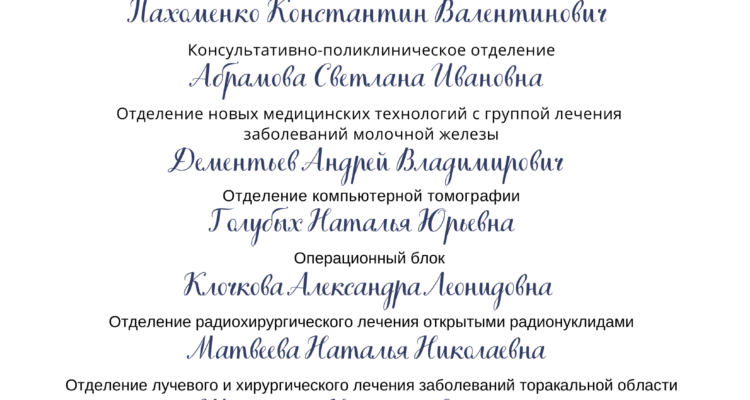 Пахоменко Константин Валентинович
Консультативно-поликлиническое отделение
Абрамова Светлана Ивановна
Отделение новых медицинских технологий с группой лечения
заболеваний молочной железы
Дементьев Андрей Владимирович
Отделение компьютерной томографии
Голубых Наталья Юрьевна
Операционный блок
Клочкова Александра Леонидовна
Отделение радиохирургического лечения открытыми радионуклидами
Матвеева Наталья Николаевна
Отделение лучевого и хирургического лечения заболеваний торакальной области